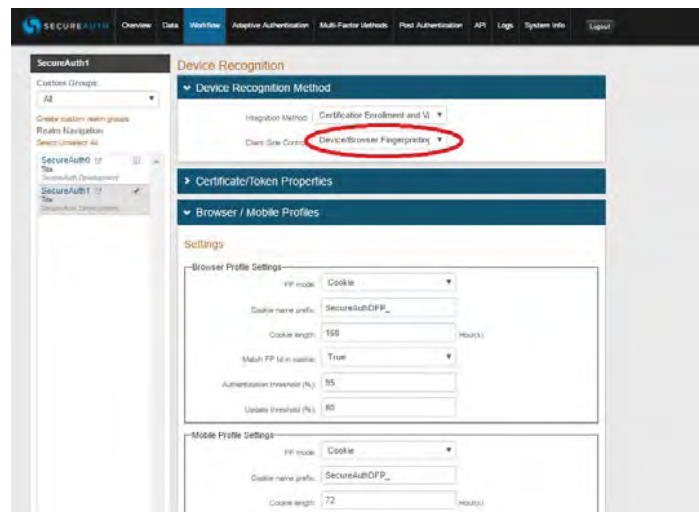 SECUREAUTH Overview Data Workflow Adaptive Authentication Multi-Factor Methods Post Authentication API Logs System Info Logout
SecureAuth1
Custom Groups:
All
Create custom realm groups
Realm Navigation
Select Unselect All
SecureAuth0
Title
SecureAuth Development
SecureAuth1
Title
SecureAuth Development
Device Recognition
Device Recognition Method
Integration Method: Certification Enrollment and Va
Client Side Control: Device/Browser Fingerprinting
Certificate/Token Properties
Browser / Mobile Profiles
Settings
Browser Profile Settings
FP mode: Cookie
Cookie name prefix: SecureAuthDFP_
Cookie length: 168 Hour(s)
Match FP Id in cookie: True
Authentication threshold (%): 95
Update threshold (%): 80
Mobile Profile Settings
FP mode: Cookie
Cookie name prefix: SecureAuthDFP_
Cookie length: 72 Hour(s)